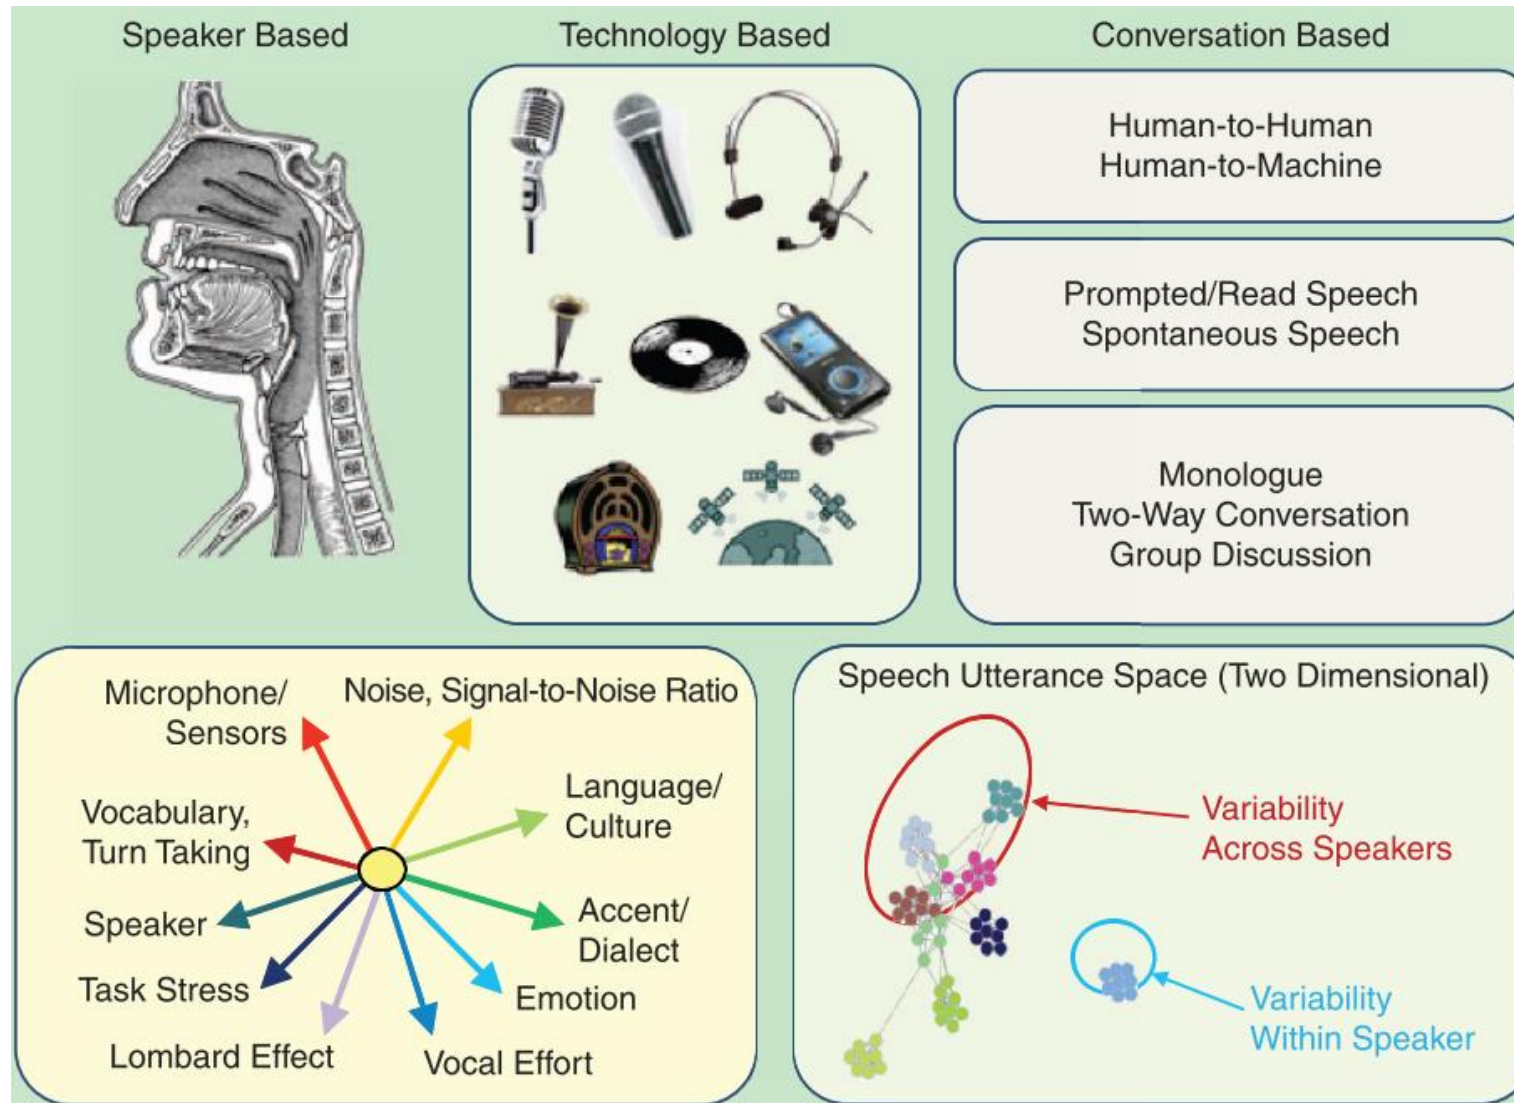 Speaker Based
Technology Based
Conversation Based
Human-to-Human
Human-to-Machine
Prompted/Read Speech
Spontaneous Speech
Monologue
Two-Way Conversation
Group Discussion
Microphone/
Sensors
Noise, Signal-to-Noise Ratio
Vocabulary,
Turn Taking
Language/
Culture
Speaker
Accent/
Dialect
Task Stress
Emotion
Lombard Effect
Vocal Effort
Speech Utterance Space (Two Dimensional)
Variability
Across Speakers
Variability
Within Speaker